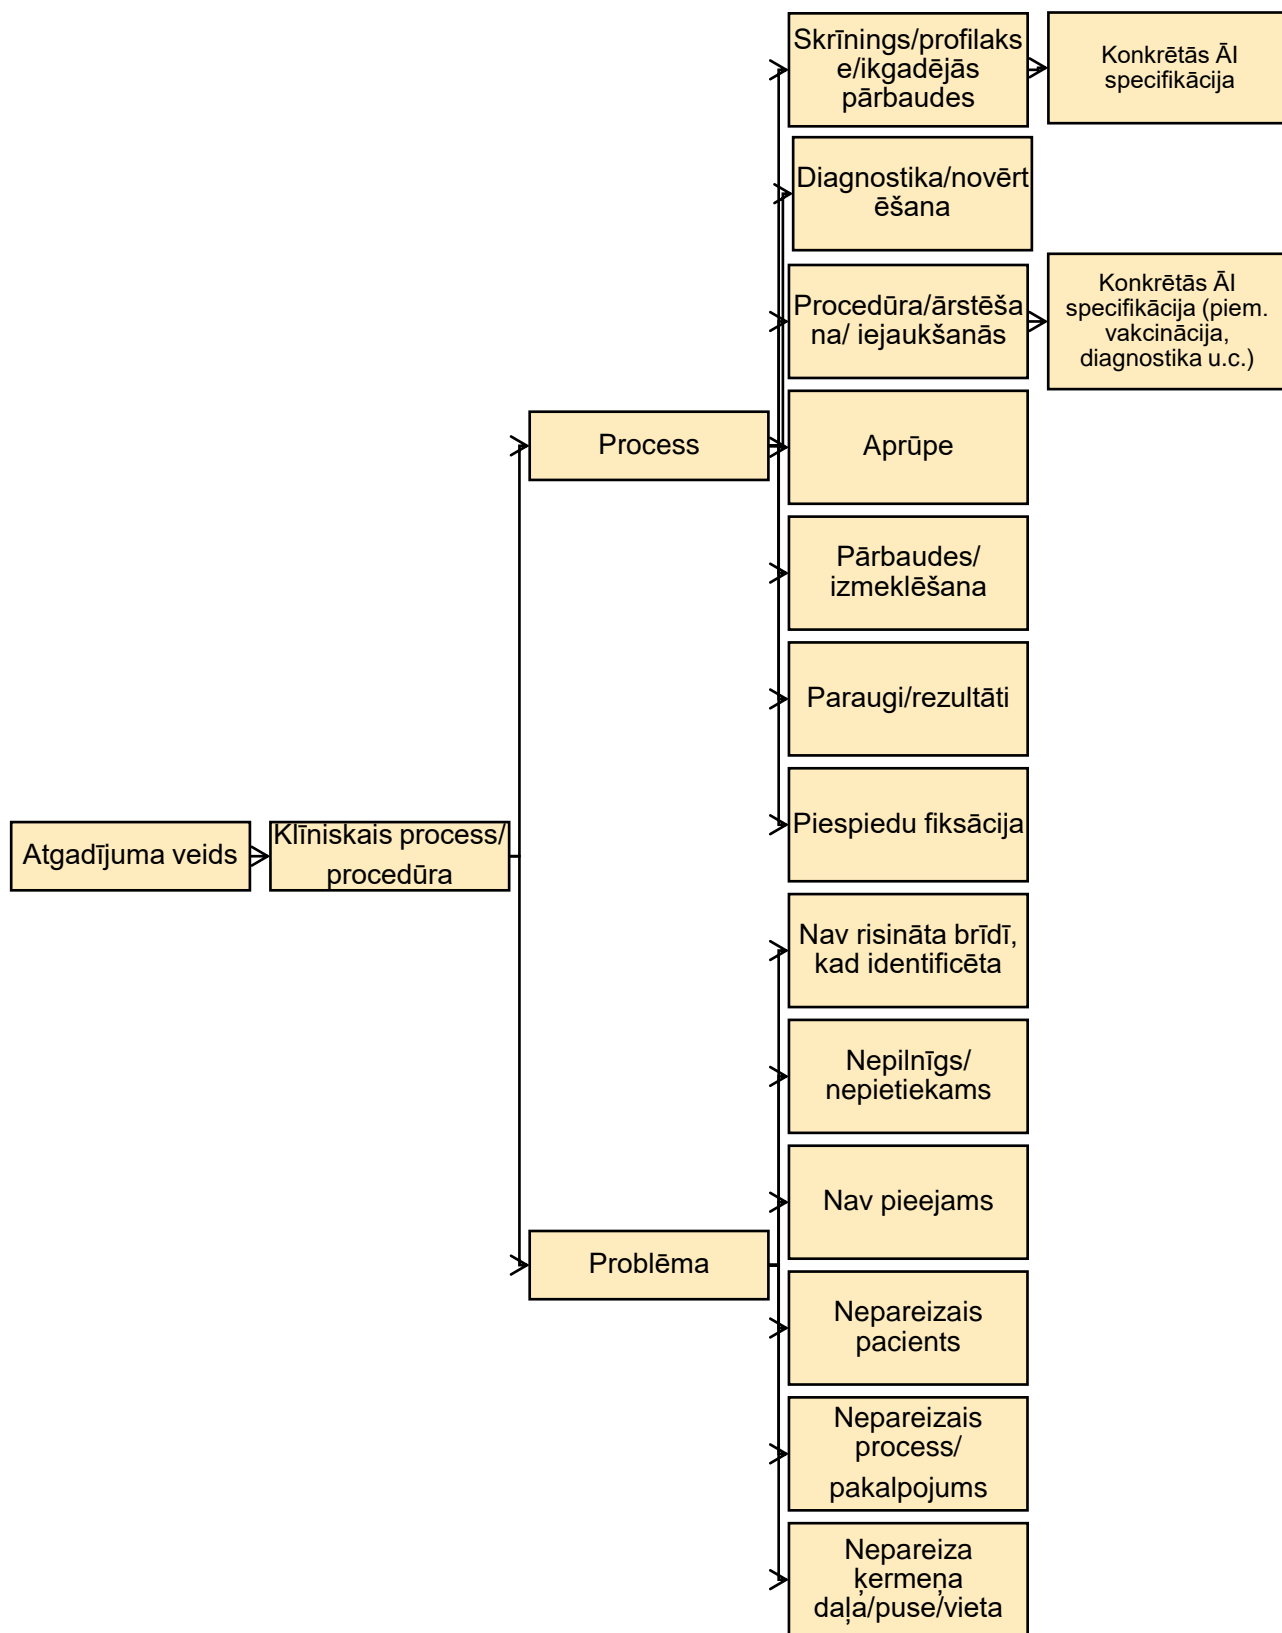 Skrīnings/profilaks
e/ikgadējās
pārbaudes
Konkrētās ĀI
specifikācija
Diagnostika/novērt
ēšana
Procedūra/ārstēša
na/ iejaukšanās
Konkrētās ĀI
specifikācija (piem.
vakcinācija,
diagnostika u.c.)
Process
Aprūpe
Pārbaudes/
izmeklēšana
Paraugi/rezultāti
Piespiedu fiksācija
Atgadījuma veids
Klīniskais process/
procedūra
Nav risināta brīdī,
kad identificēta
Nepilnīgs/
nepietiekams
Nav pieejams
Problēma
Nepareizais
pacients
Nepareizais
process/
pakalpojums
Nepareiza
ķermeņa
daļa/puse/vieta